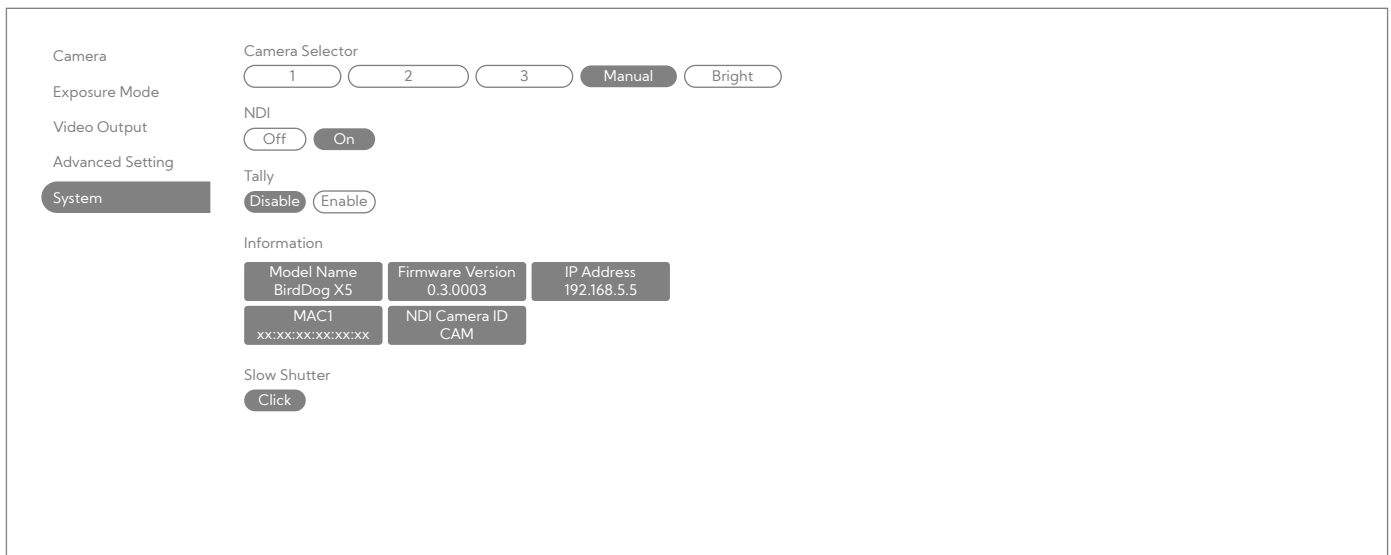 Camera
Exposure Mode
Video Output
Advanced Setting
System
Camera Selector
1 2 3 Manual Bright
NDI
Off On
Tally
Disable Enable
Information
Model Name
BirdDog X5
Firmware Version
0.3.0003
IP Address
192.168.5.5
MAC1
xx:xx:xx:xx:xx:xx
NDI Camera ID
CAM
Slow Shutter
Click